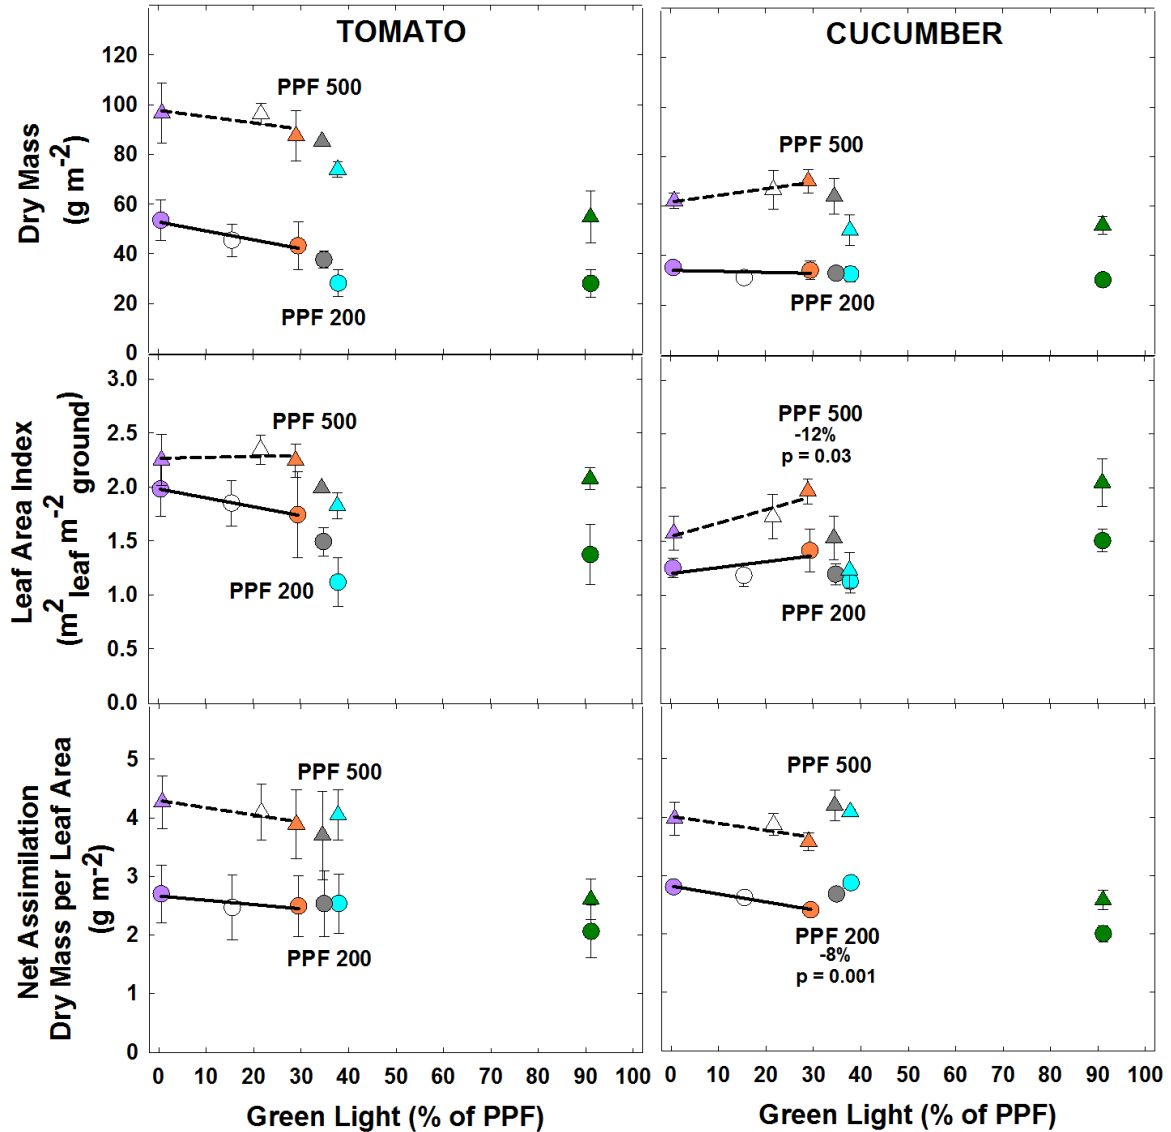 TOMATO
CUCUMBER
Dry Mass
(g m-2)
120
100
80
60
40
20
0
PPF 500
PPF 200
PPF 500
PPF 200
Leaf Area Index
(m2 leaf m-2 ground)
3.0
2.5
2.0
1.5
1.0
0.5
0.0
PPF 500
PPF 200
PPF 500
-12%
p = 0.03
PPF 200
Net Assimilation
Dry Mass per Leaf Area
(g m-2)
5
4
3
2
1
0
PPF 500
PPF 200
PPF 500
PPF 200
-8%
p = 0.001
0 10 20 30 40 50 60 70 80 90 100
0 10 20 30 40 50 60 70 80 90 100
Green Light (% of PPF)
Green Light (% of PPF)